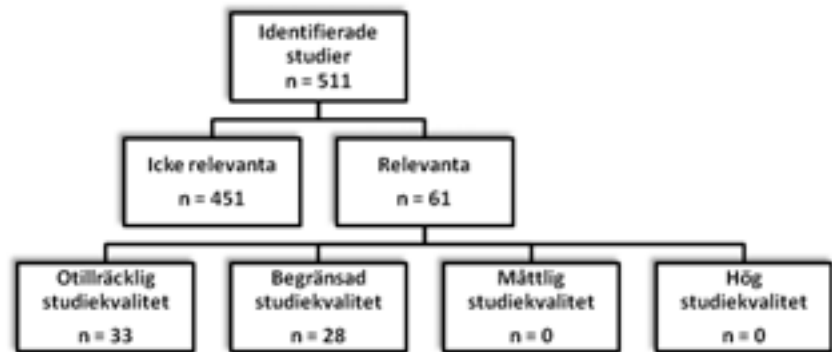 Identifierade
studier
n = 511
Icke relevanta
n = 451
Relevanta
n = 61
Otillräcklig
studiekvalitet
n = 33
Begränsad
studiekvalitet
n = 28
Måttlig
studiekvalitet
n = 0
Hög
studiekvalitet
n = 0